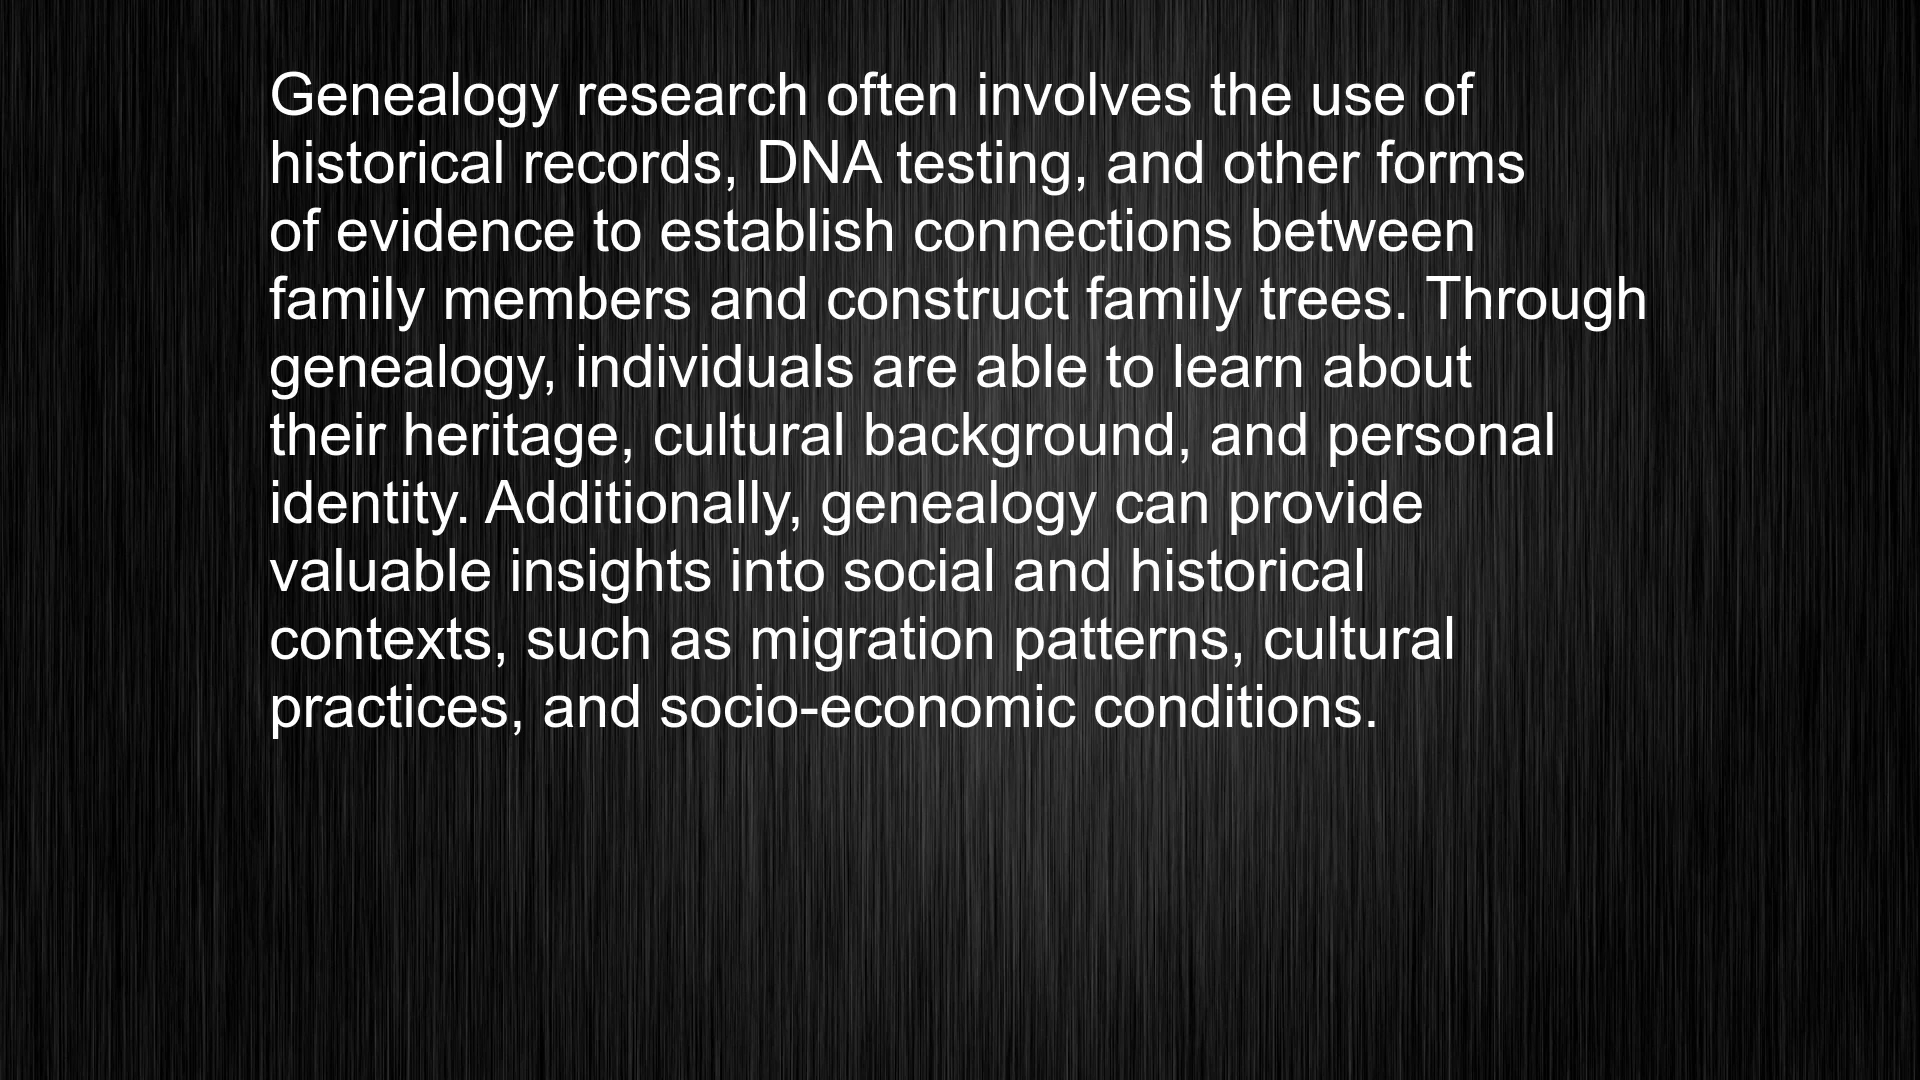 Genealogy research often involves the use of
historical records, DNA testing, and other forms
of evidence to establish connections between
family members and construct family trees. Through
genealogy, individuals are able to learn about
their heritage, cultural background, and personal
identity. Additionally, genealogy can provide
valuable insights into social and historical
contexts, such as migration patterns, cultural
practices, and socio-economic conditions.